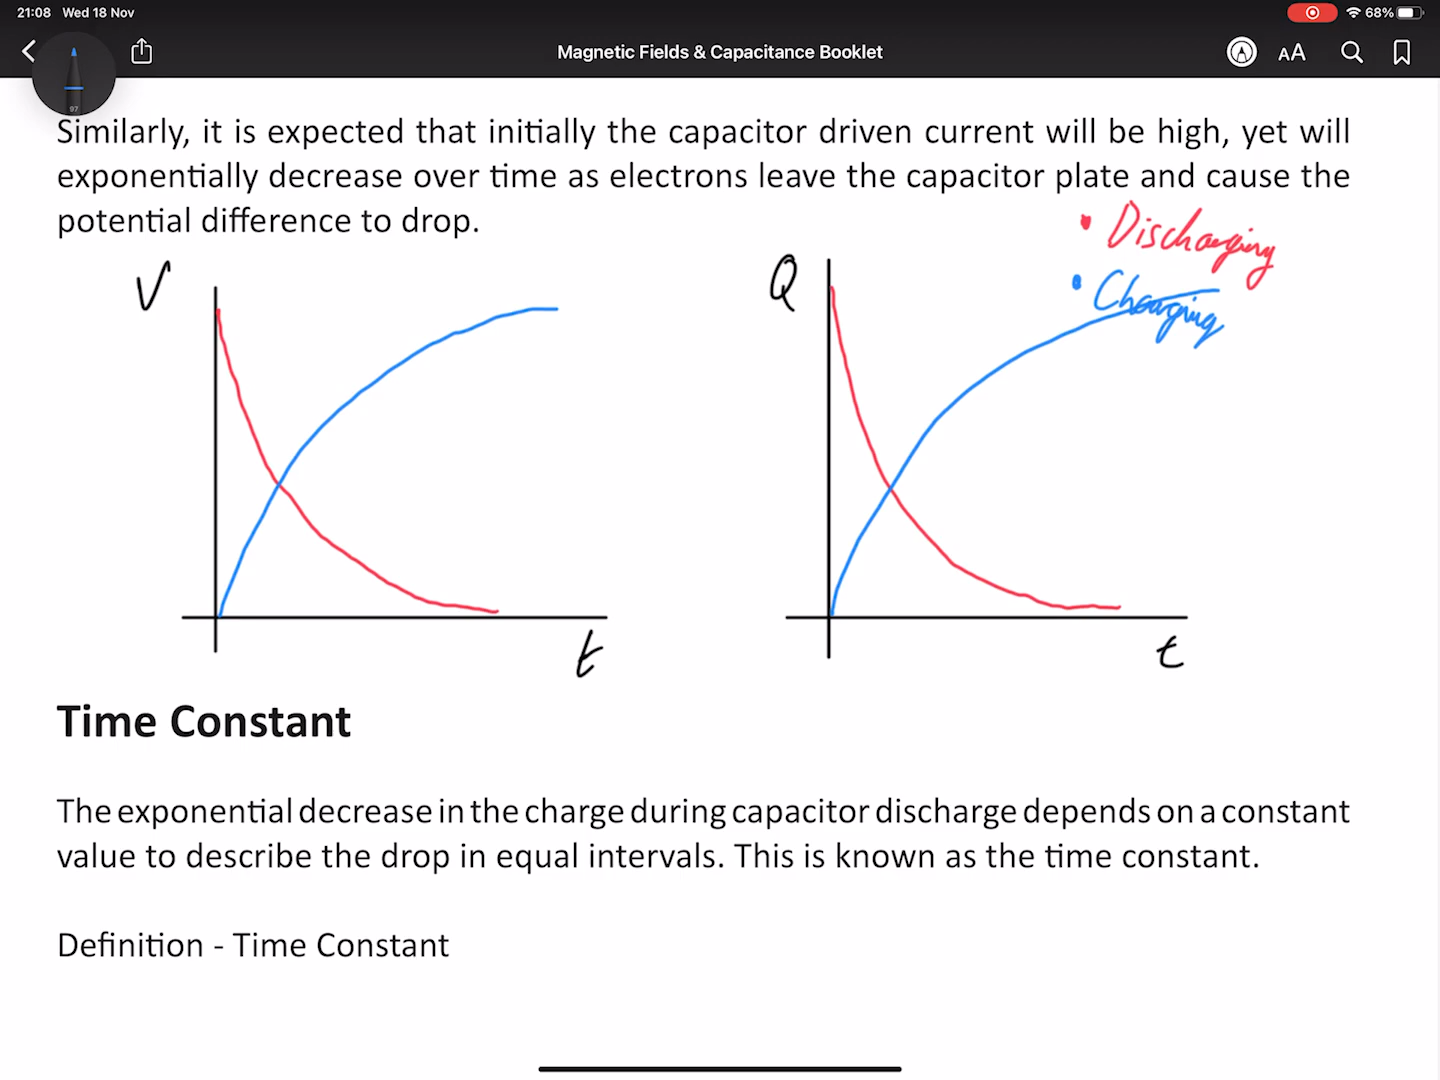 21:08 Wed 18 Nov
68%
Magnetic Fields & Capacitance Booklet
AA
97
Similarly, it is expected that initially the capacitor driven current will be high, yet will
exponentially decrease over time as electrons leave the capacitor plate and cause the
potential difference to drop.
• Discharging
• Charging
V
Q
t
t
Time Constant
The exponential decrease in the charge during capacitor discharge depends on a constant
value to describe the drop in equal intervals. This is known as the time constant.
Definition - Time Constant